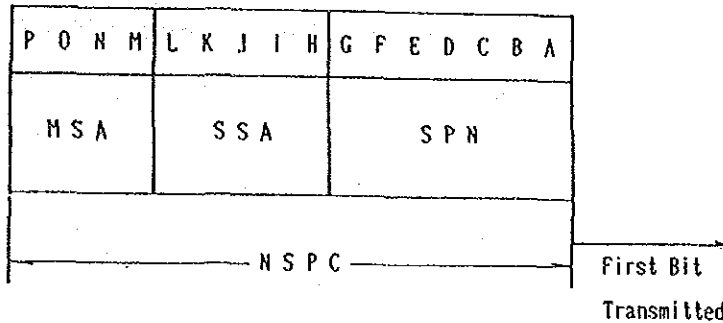 P O N M L K J I H G F E D C B A
M S A S S A S P N
N S P C
First Bit
Transmitted